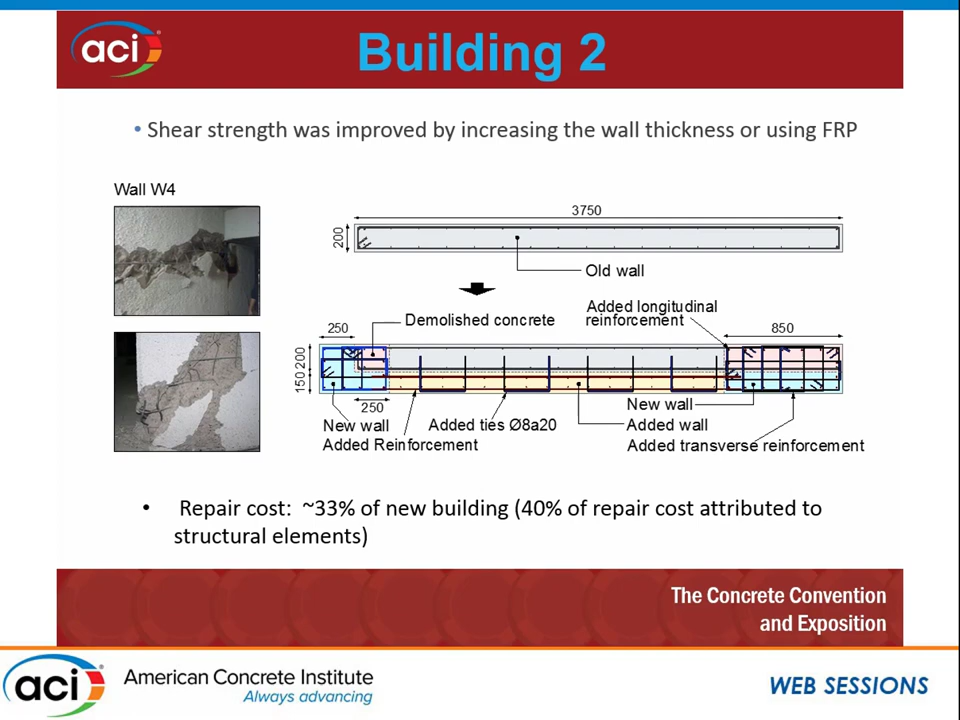 aci
Building 2
• Shear strength was improved by increasing the wall thickness or using FRP
Wall W4
3750
200
Old wall
Added longitudinal
reinforcement
250
Demolished concrete
850
200
150
250
New wall
Added Reinforcement
Added ties Ø8a20
New wall
Added wall
Added transverse reinforcement
• Repair cost: ~33% of new building (40% of repair cost attributed to
structural elements)
The Concrete Convention
and Exposition
aci
American Concrete Institute
Always advancing
WEB SESSIONS